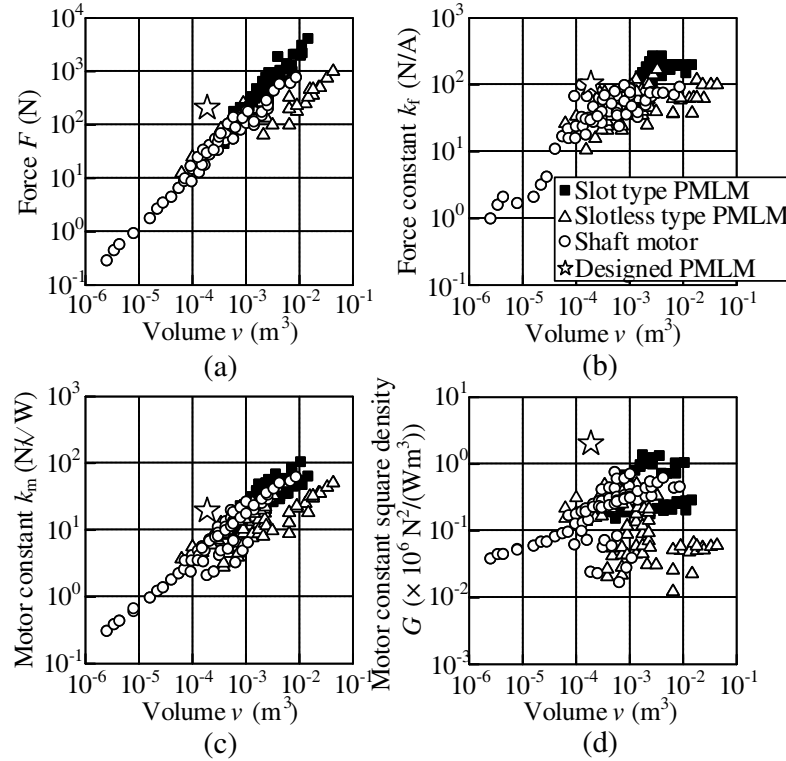 10^4
10^3
10^2
10^1
10^0
10^-1
Force F (N)
10^-6 10^-5 10^-4 10^-3 10^-2 10^-1
Volume v (m^3)
(a)
10^3
10^2
10^1
10^0
10^-1
Force constant k_f (N/A)
Slot type PMLM
Slotless type PMLM
Shaft motor
Designed PMLM
10^-6 10^-5 10^-4 10^-3 10^-2 10^-1
Volume v (m^3)
(b)
10^3
10^2
10^1
10^0
10^-1
Motor constant k_m (N/√W)
10^-6 10^-5 10^-4 10^-3 10^-2 10^-1
Volume v (m^3)
(c)
10^1
10^0
10^-1
10^-2
10^-3
Motor constant square density
G (× 10^6 N^2/(Wm^3))
10^-6 10^-5 10^-4 10^-3 10^-2 10^-1
Volume v (m^3)
(d)